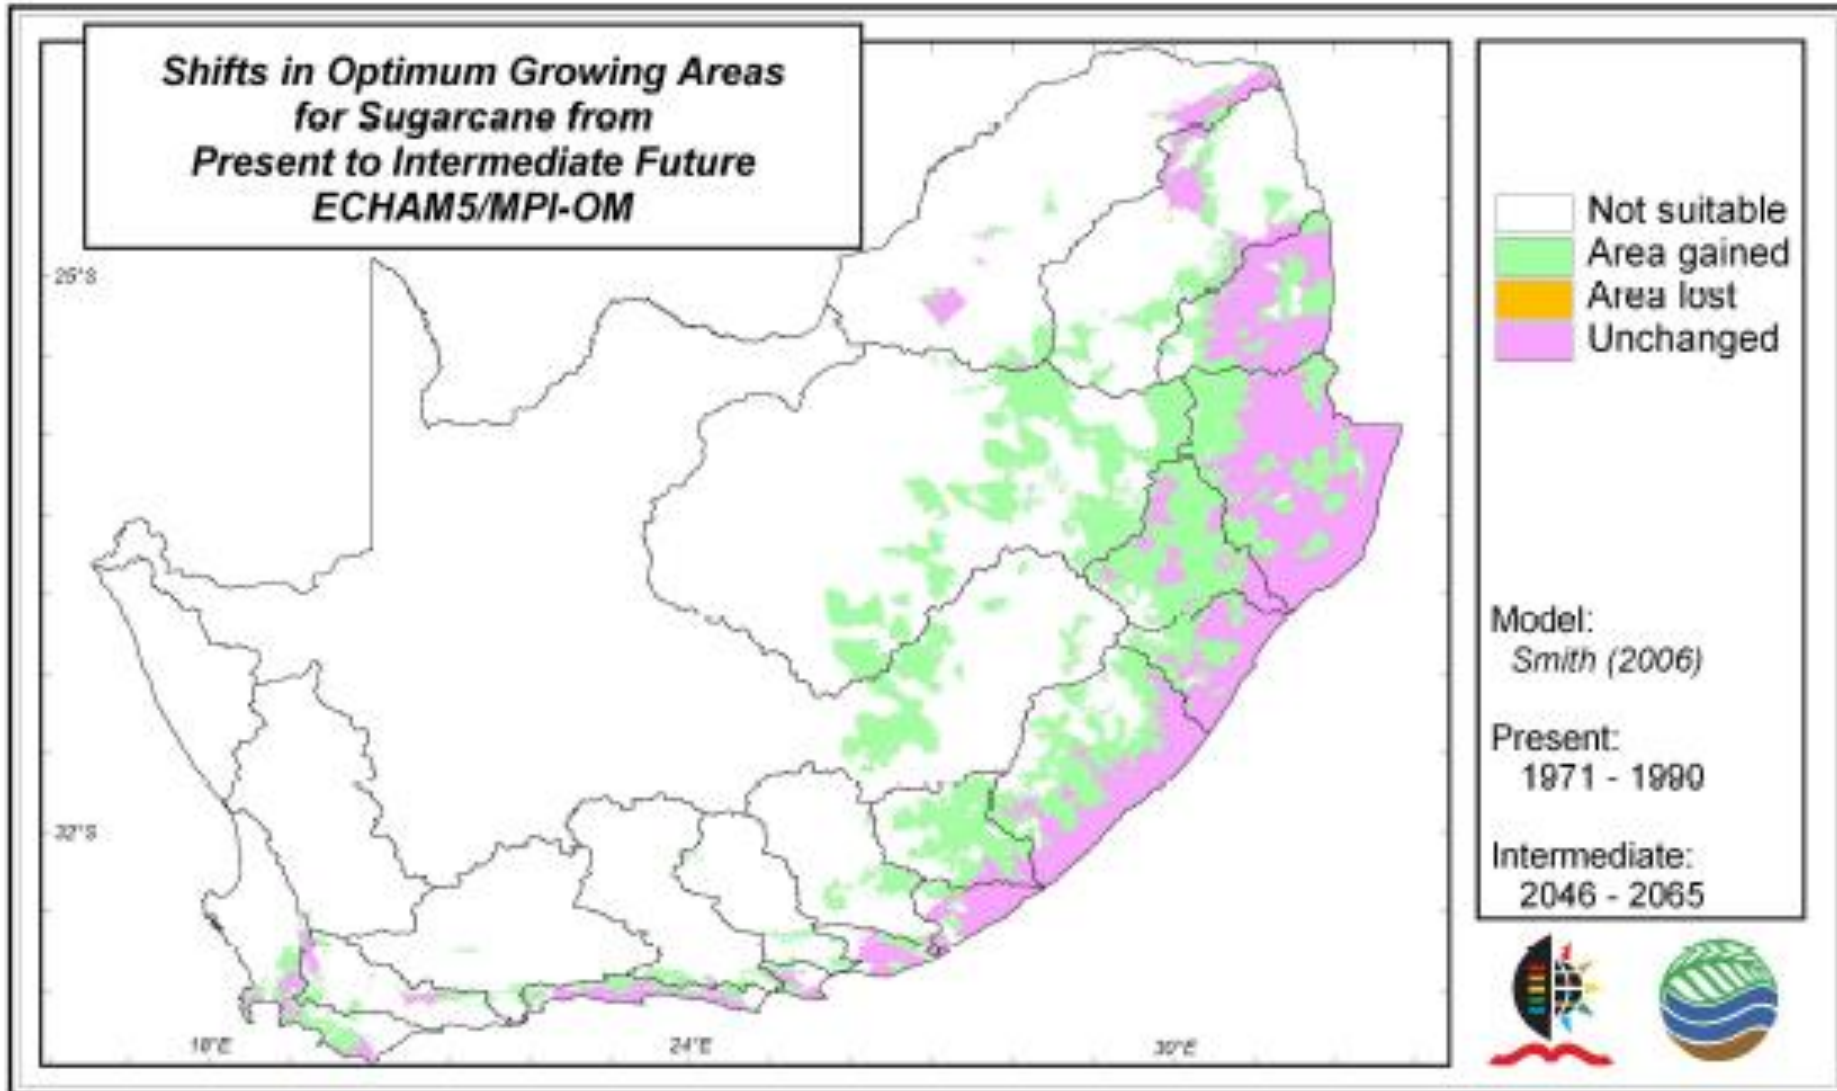 Shifts in Optimum Growing Areas
for Sugarcane from
Present to Intermediate Future
ECHAM5/MPI-OM
Not suitable
Area gained
Area lost
Unchanged
25°S
32°S
18°E
24°E
30°E
Model:
Smith (2006)
Present:
1971 - 1990
Intermediate:
2046 - 2065